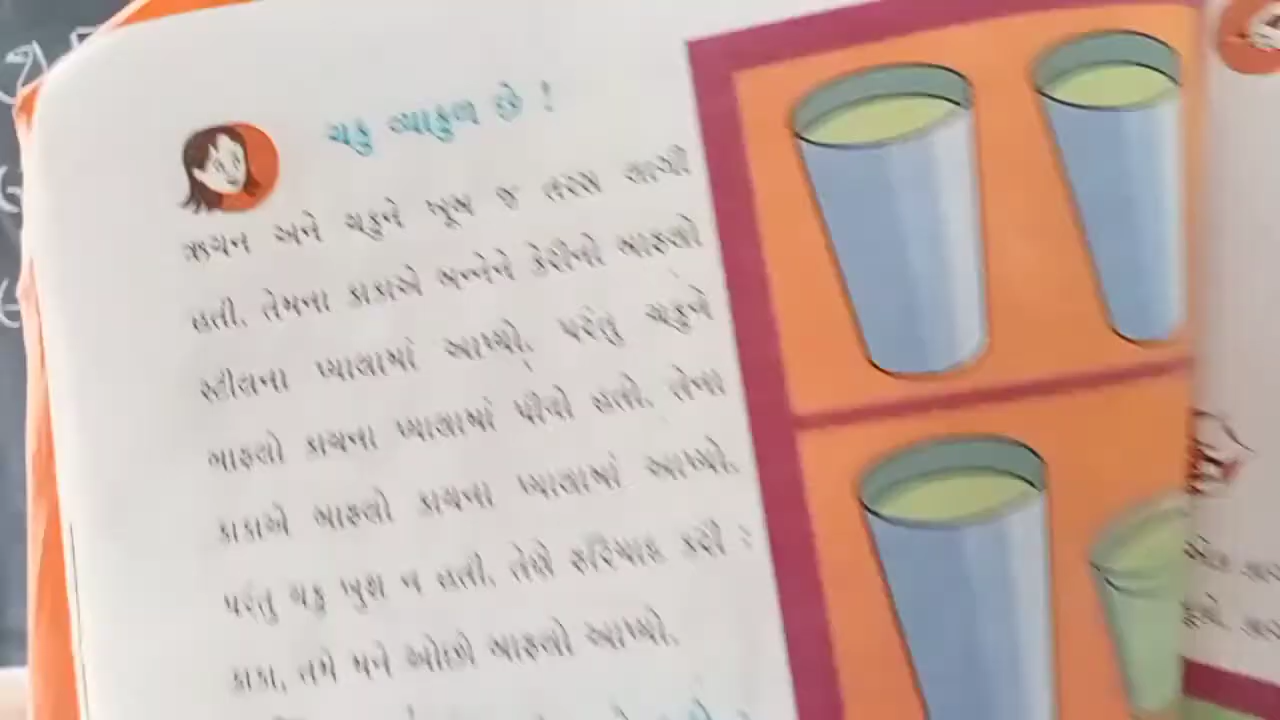 ચકુ વ્યાકુળ છે !
ઋચન અને ચકુને ખૂબ જ તરસ લાગી
હતી. તેમના કાકાએ બન્નેને કેરીનો બાફલો
સ્ટીલના પ્યાલામાં આપ્યો, પરંતુ ચકુને
બાફલો કાચના પ્યાલામાં પીવો હતો. તેના
કાકાએ બાફલો કાચના પ્યાલામાં આપ્યો.
પરંતુ ચકુ ખુશ ન હતી. તેણે ફરિયાદ કરી :
કાકા, તમે મને ઓછો બાફલો આપ્યો.